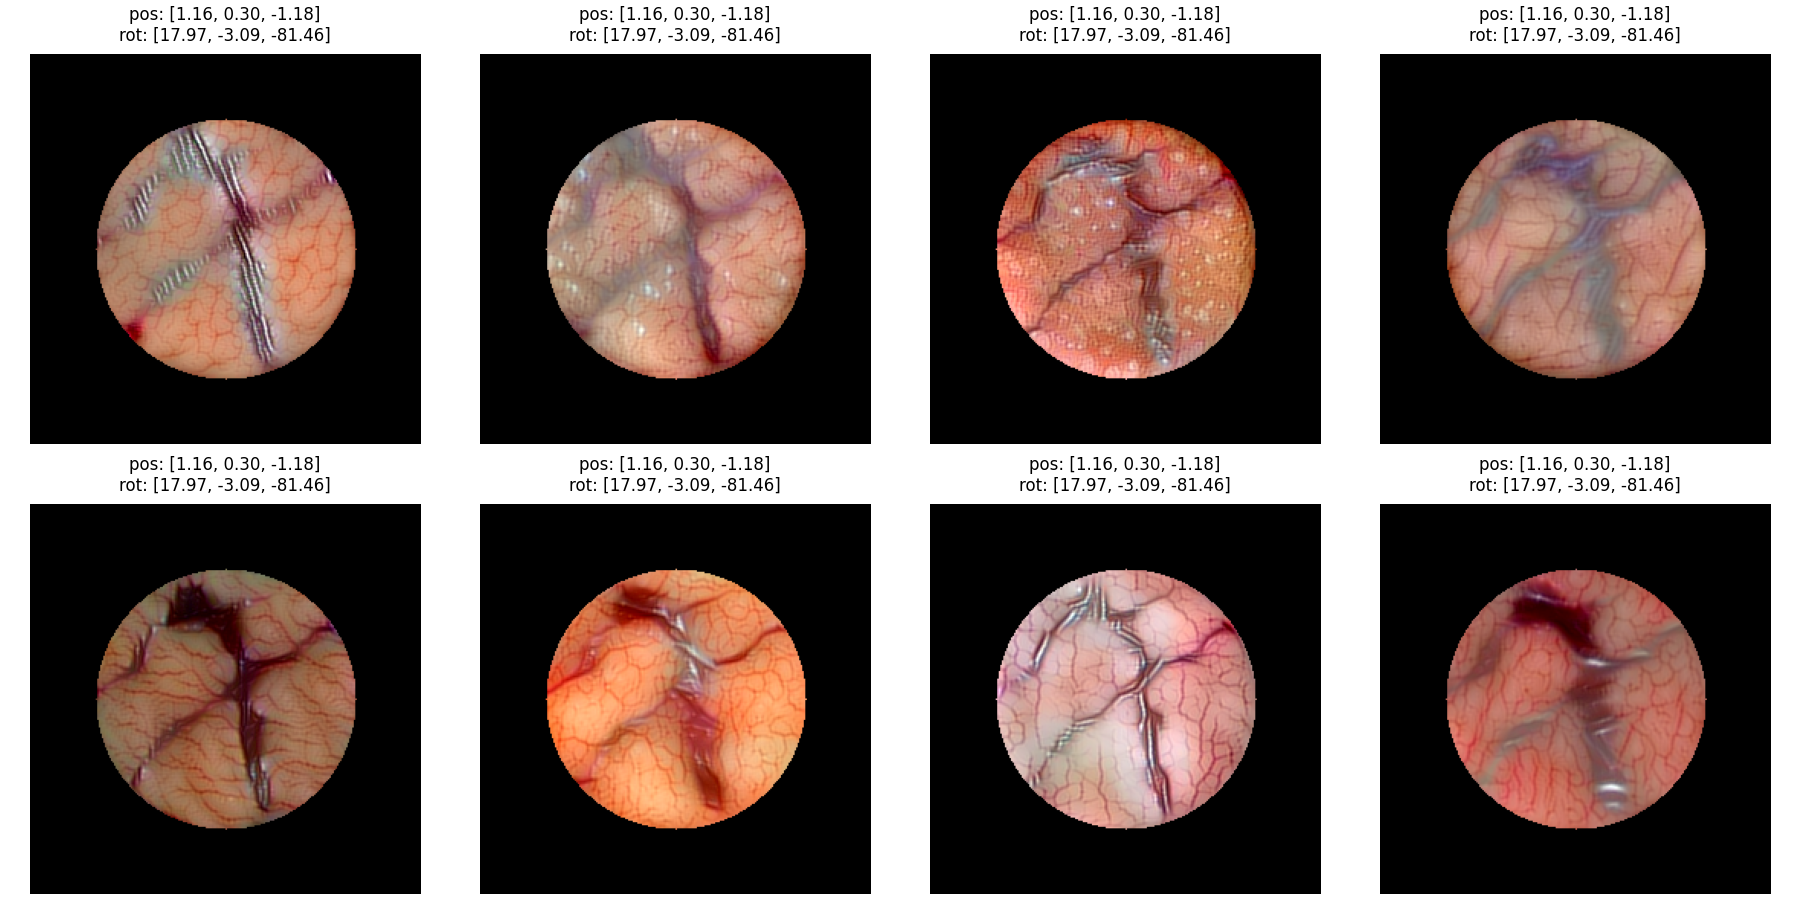 pos: [1.16, 0.30, -1.18]
rot: [17.97, -3.09, -81.46]
pos: [1.16, 0.30, -1.18]
rot: [17.97, -3.09, -81.46]
pos: [1.16, 0.30, -1.18]
rot: [17.97, -3.09, -81.46]
pos: [1.16, 0.30, -1.18]
rot: [17.97, -3.09, -81.46]
pos: [1.16, 0.30, -1.18]
rot: [17.97, -3.09, -81.46]
pos: [1.16, 0.30, -1.18]
rot: [17.97, -3.09, -81.46]
pos: [1.16, 0.30, -1.18]
rot: [17.97, -3.09, -81.46]
pos: [1.16, 0.30, -1.18]
rot: [17.97, -3.09, -81.46]